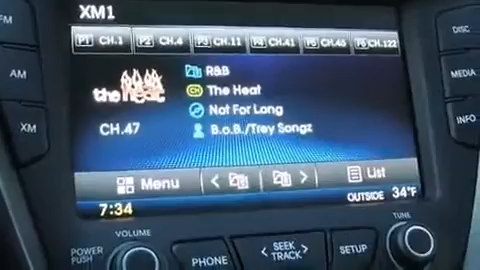 XM1
P1 CH.1 P2 CH.4 P3 CH.11 P4 CH.41 P5 CH.45 P6 CH.122
FM
AM
XM
DISC
MEDIA
INFO
the heat
CH.47
R&B
CH The Heat
Not For Long
B.o.B./Trey Songz
Menu
List
7:34
OUTSIDE 34°F
POWER
PUSH
VOLUME
PHONE
SEEK
TRACK
SETUP
TUNE